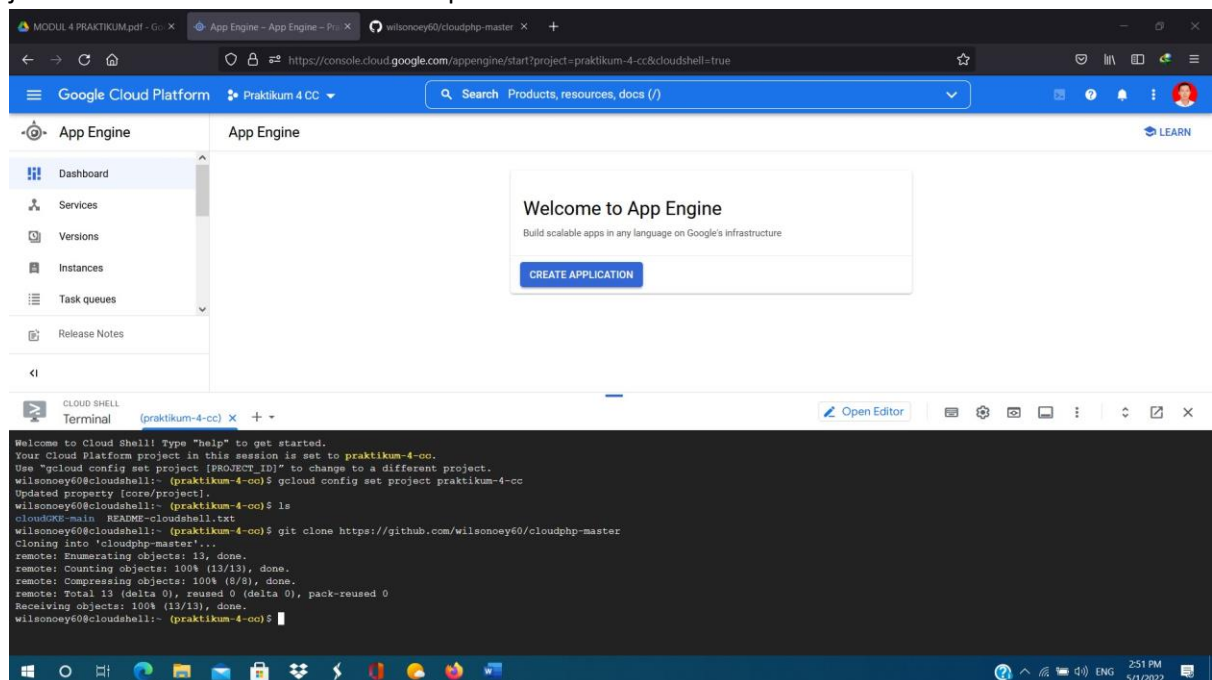 MODUL 4 PRAKTIKUM.pdf - Go
App Engine – App Engine – Pra
wilsonoey60/cloudphp-master
https://console.cloud.google.com/appengine/start?project=praktikum-4-cc&cloudshell=true
Google Cloud Platform
Praktikum 4 CC
Search Products, resources, docs (/)
App Engine
App Engine
LEARN
Dashboard
Services
Versions
Instances
Task queues
Release Notes
Welcome to App Engine
Build scalable apps in any language on Google's infrastructure
CREATE APPLICATION
CLOUD SHELL
Terminal
(praktikum-4-cc)
Open Editor
Welcome to Cloud Shell! Type "help" to get started.
Your Cloud Platform project in this session is set to praktikum-4-cc.
Use "gcloud config set project [PROJECT_ID]" to change to a different project.
wilsonoey60@cloudshell:~ (praktikum-4-cc)$ gcloud config set project praktikum-4-cc
Updated property [core/project].
wilsonoey60@cloudshell:~ (praktikum-4-cc)$ ls
cloudGKE-main README-cloudshell.txt
wilsonoey60@cloudshell:~ (praktikum-4-cc)$ git clone https://github.com/wilsonoey60/cloudphp-master
Cloning into 'cloudphp-master'...
remote: Enumerating objects: 13, done.
remote: Counting objects: 100% (13/13), done.
remote: Compressing objects: 100% (8/8), done.
remote: Total 13 (delta 0), reused 0 (delta 0), pack-reused 0
Receiving objects: 100% (13/13), done.
wilsonoey60@cloudshell:~ (praktikum-4-cc)$
ENG
2:51 PM
5/1/2022